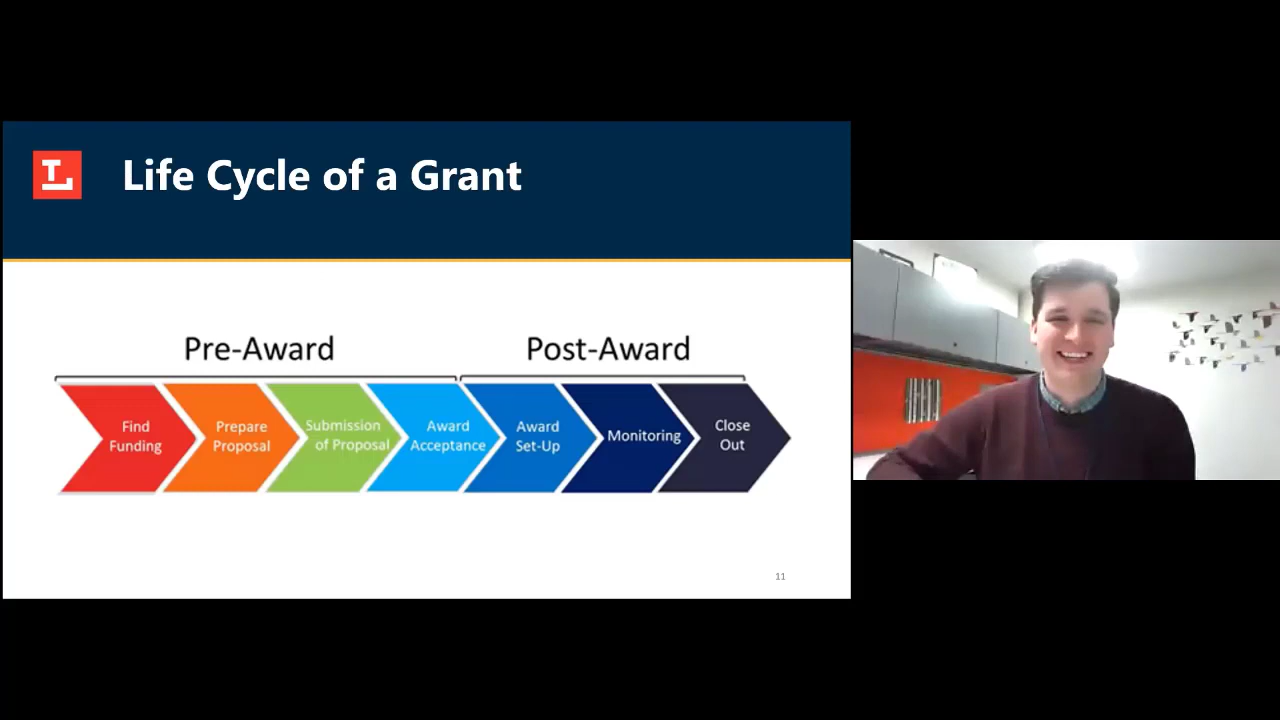 TL
Life Cycle of a Grant
Pre-Award
Post-Award
Find
Funding
Prepare
Proposal
Submission
of Proposal
Award
Acceptance
Award
Set-Up
Monitoring
Close
Out
11